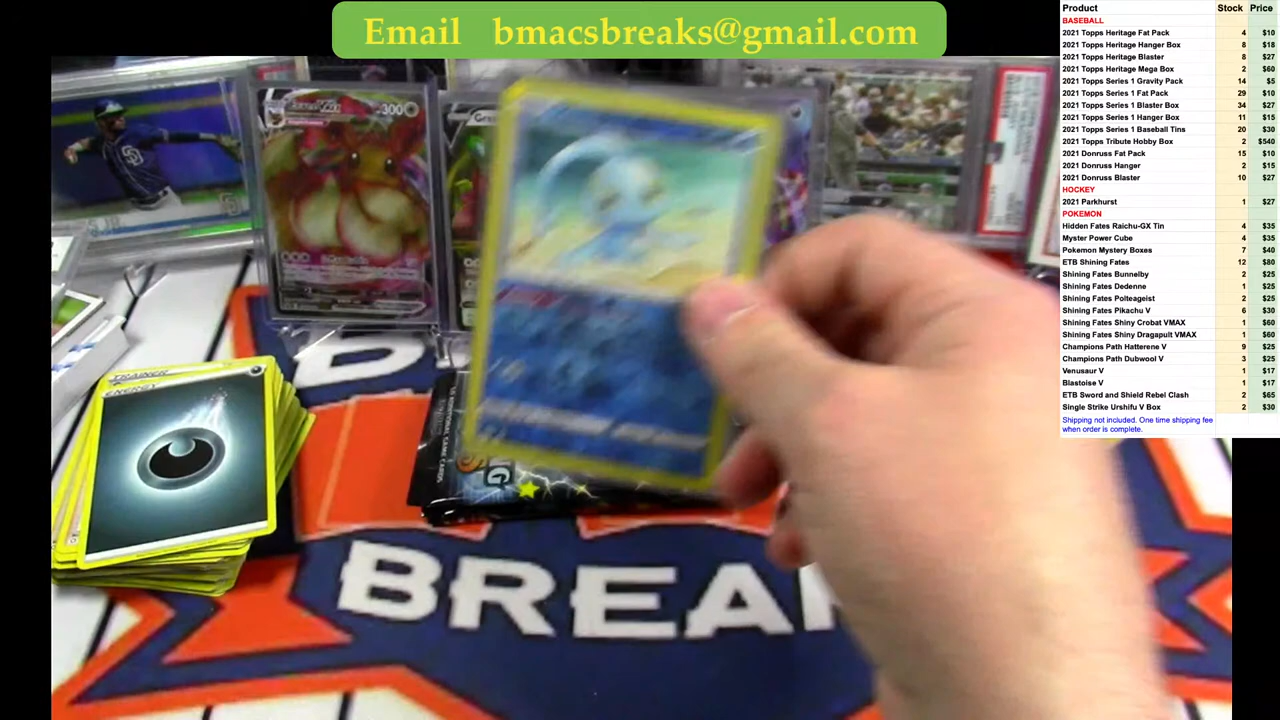 Email bmacsbreaks@gmail.com
Product Stock Price
BASEBALL
2021 Topps Heritage Fat Pack 4 $10
2021 Topps Heritage Hanger Box 8 $18
2021 Topps Heritage Blaster 8 $27
2021 Topps Heritage Mega Box 2 $60
2021 Topps Series 1 Gravity Pack 14 $5
2021 Topps Series 1 Fat Pack 29 $10
2021 Topps Series 1 Blaster Box 34 $27
2021 Topps Series 1 Hanger Box 11 $15
2021 Topps Series 1 Baseball Tins 20 $30
2021 Topps Tribute Hobby Box 2 $540
2021 Donruss Fat Pack 15 $10
2021 Donruss Hanger 2 $15
2021 Donruss Blaster 10 $27
HOCKEY
2021 Parkhurst 1 $27
POKEMON
Hidden Fates Raichu-GX Tin 4 $35
Myster Power Cube 4 $35
Pokemon Mystery Boxes 7 $40
ETB Shining Fates 12 $80
Shining Fates Bunnelby 2 $25
Shining Fates Dedenne 1 $25
Shining Fates Polteageist 2 $25
Shining Fates Pikachu V 6 $30
Shining Fates Shiny Crobat VMAX 1 $60
Shining Fates Shiny Dragapult VMAX 1 $60
Champions Path Hatterene V 9 $25
Champions Path Dubwool V 3 $25
Venusaur V 1 $17
Blastoise V 1 $17
ETB Sword and Shield Rebel Clash 2 $65
Single Strike Urshifu V Box 2 $30
Shipping not included. One time shipping fee
when order is complete.
300
TRAINER
ENERGY
BREA